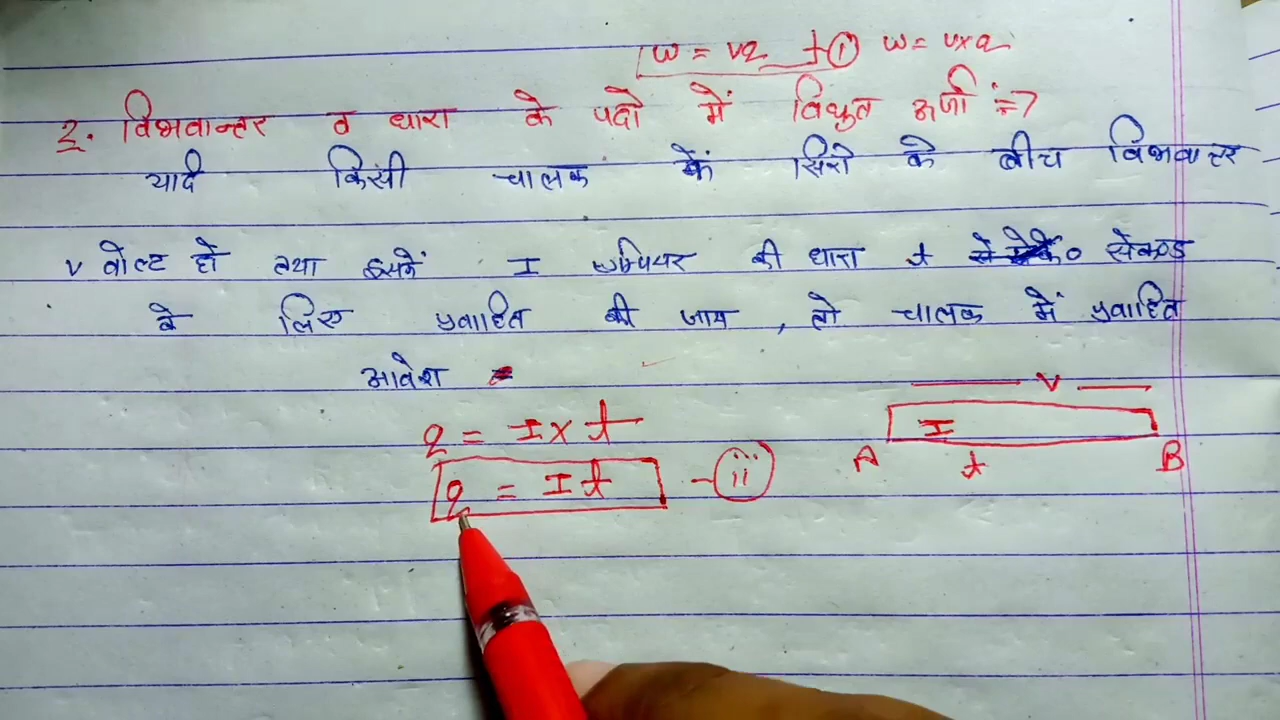 W = Vq —(i) W = V×q
2. विभवान्तर व धारा के पदो में विधुत ऊर्जा :=7
यादि किसी चालक कें सिरो के बीच विभवान्तर
V वोल्ट हो तथा इसमें I एम्पियर की धारा t सेकण्ड
के लिए प्रवाहित की जाय , तो चालक में प्रवाहित
आवेश
V
q = I × t
I
A t B
q = It - (ii)